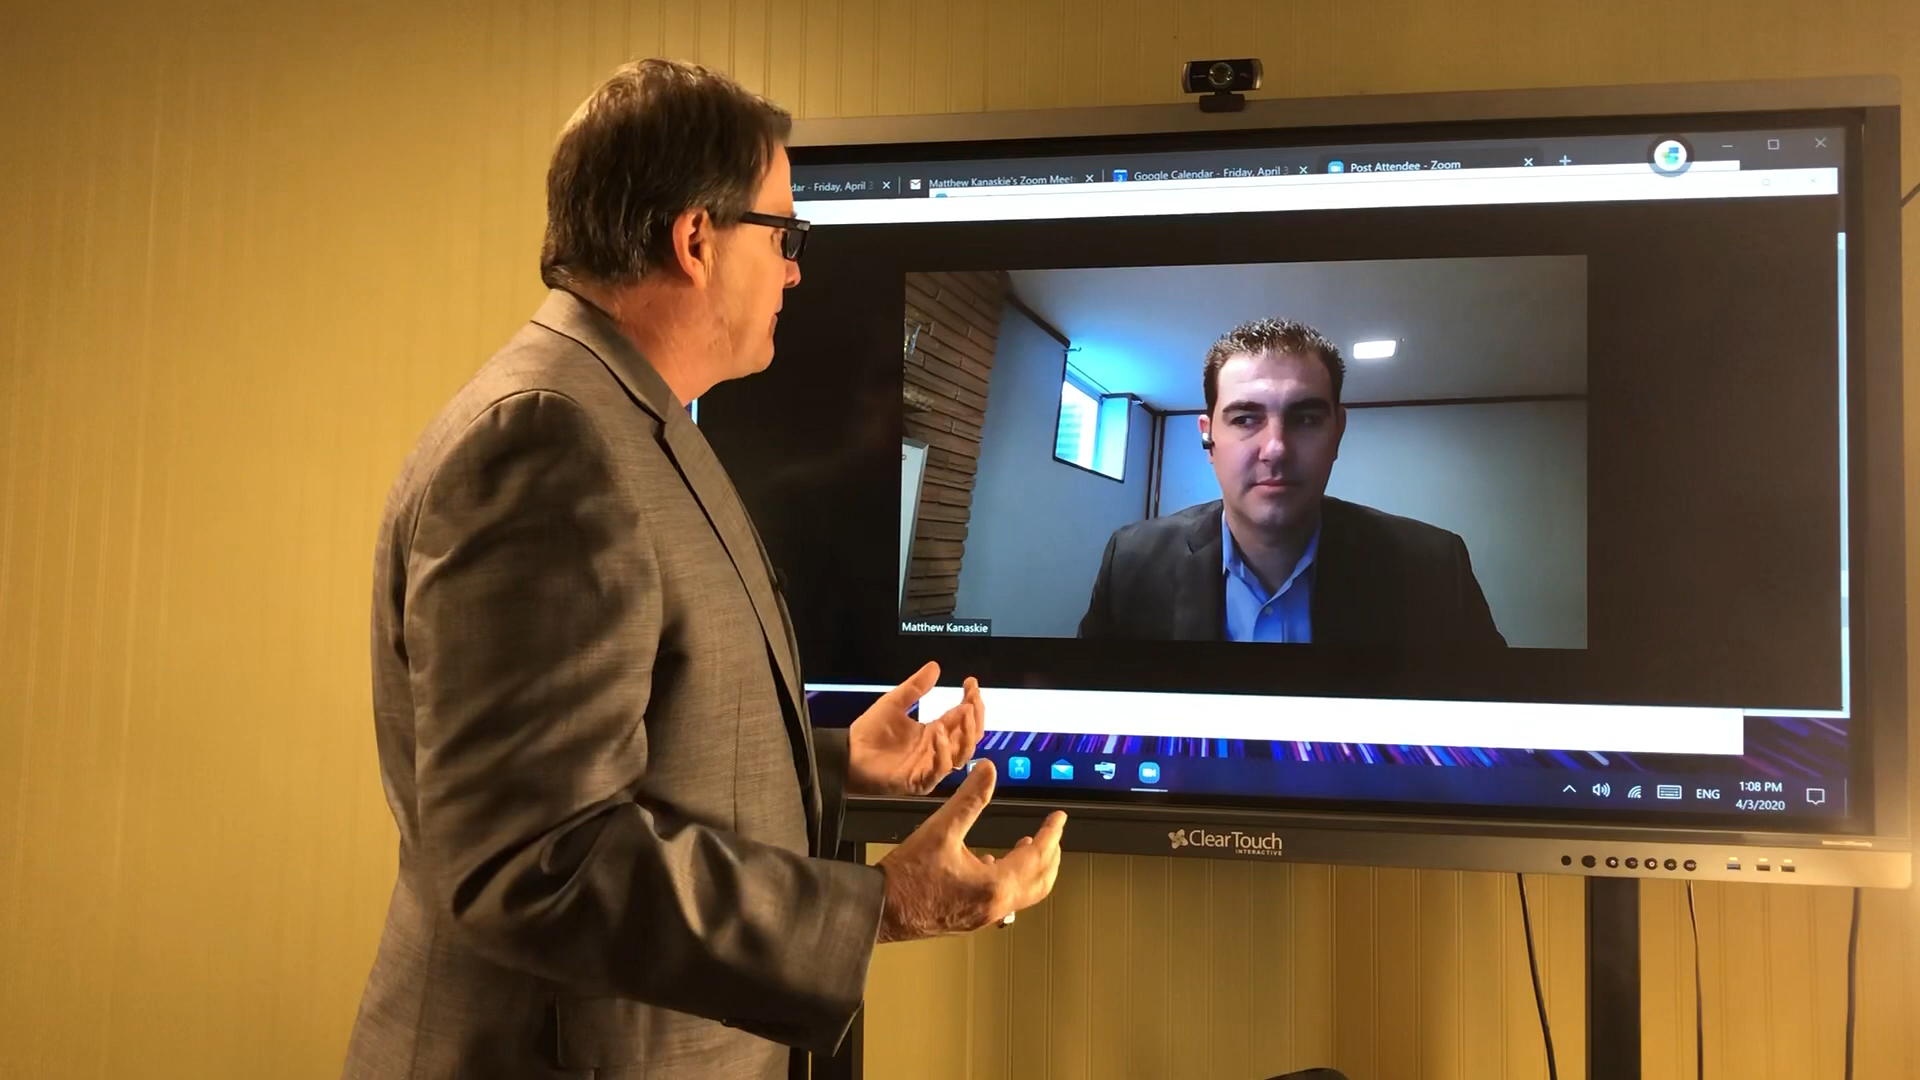 dar - Friday, April 3
Matthew Kanaskie's Zoom Meet
Google Calendar - Friday, April 3
Post Attendee - Zoom
Matthew Kanaskie
ENG
1:08 PM
4/3/2020
ClearTouch
INTERACTIVE